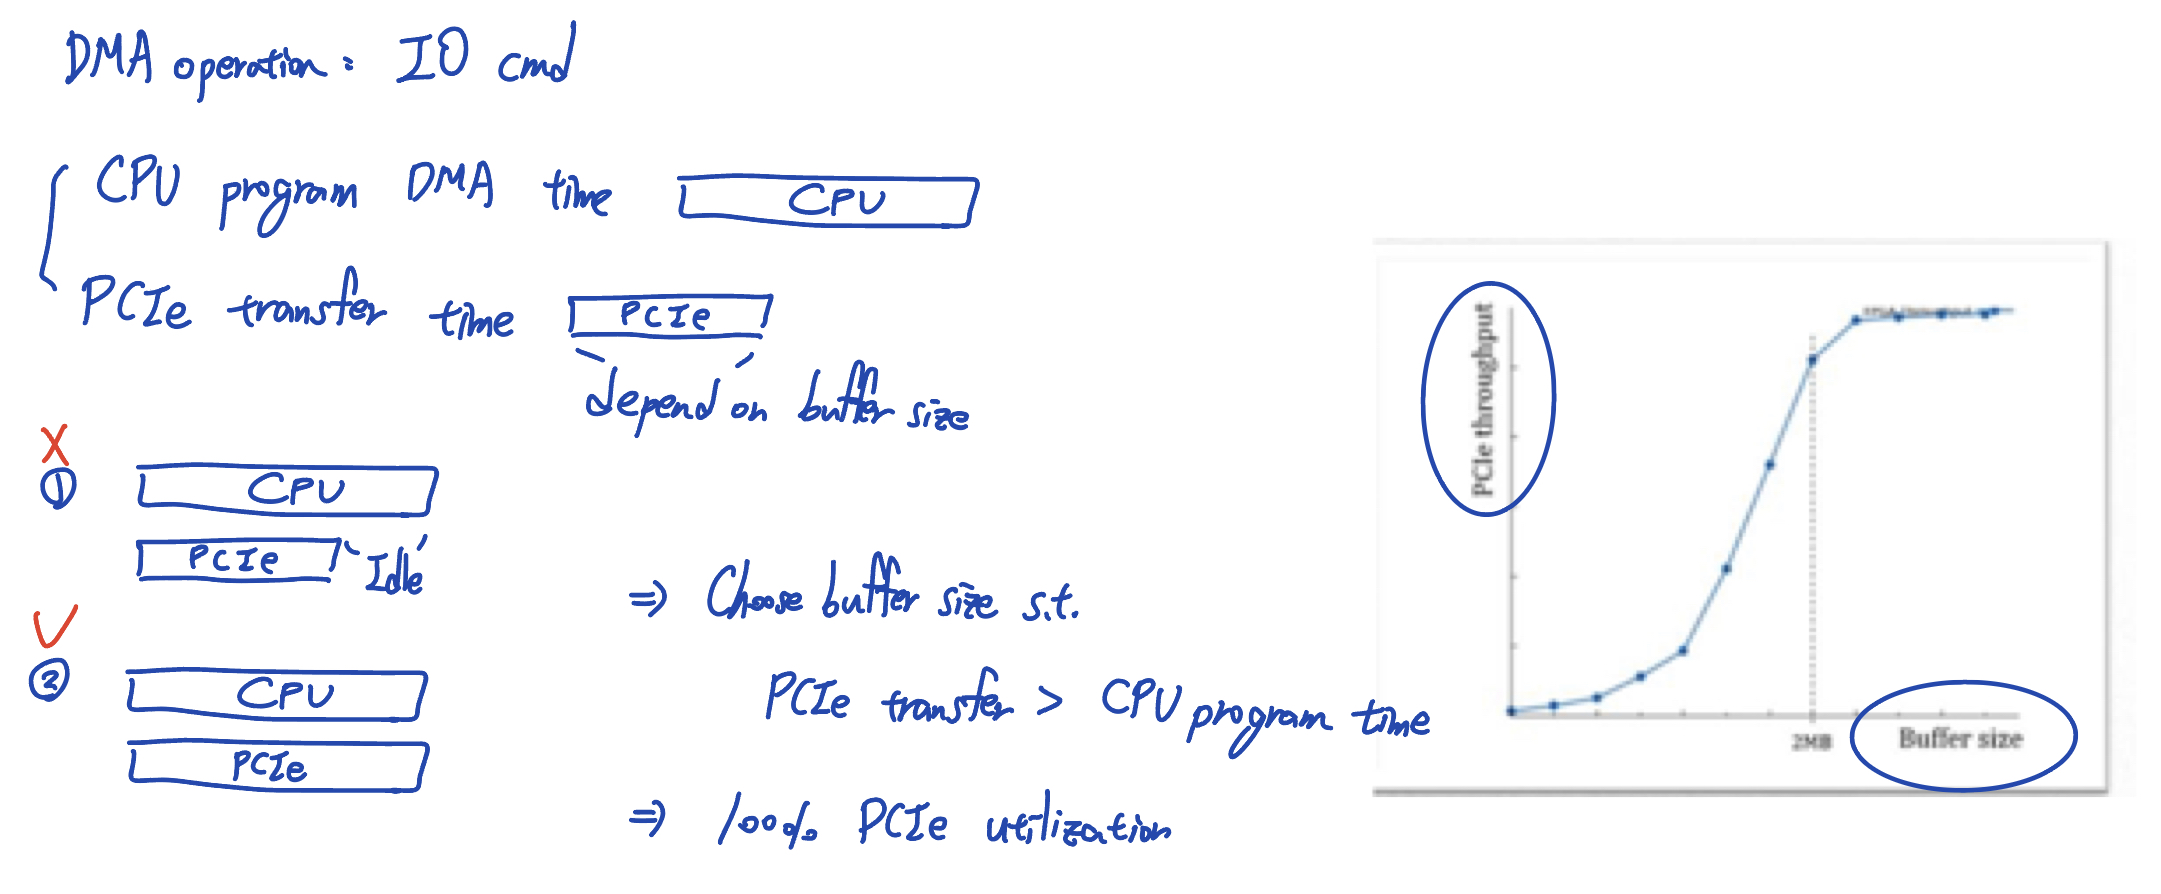 DMA operation: IO cmd
CPU program DMA time CPU
PCIe transfer time PCIe
depend on buffer size
X
① CPU
PCIe Idle
✓
② CPU
PCIe
⇒ Choose buffer size s.t.
PCIe transfer > CPU program time
⇒ 100% PCIe utilization
PCIe throughput
2MB
Buffer size